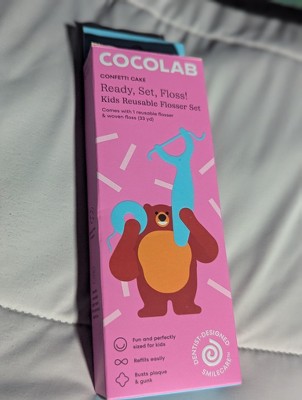 COCOLAB
CONFETTI CAKE
Ready, Set, Floss!
Kids Reusable Flosser Set
Comes with 1 reusable flosser
& woven floss (33 yd)
Fun and perfectly
sized for kids
Refills easily
Busts plaque
& gunk
DENTIST-DESIGNED
SMILECARE™